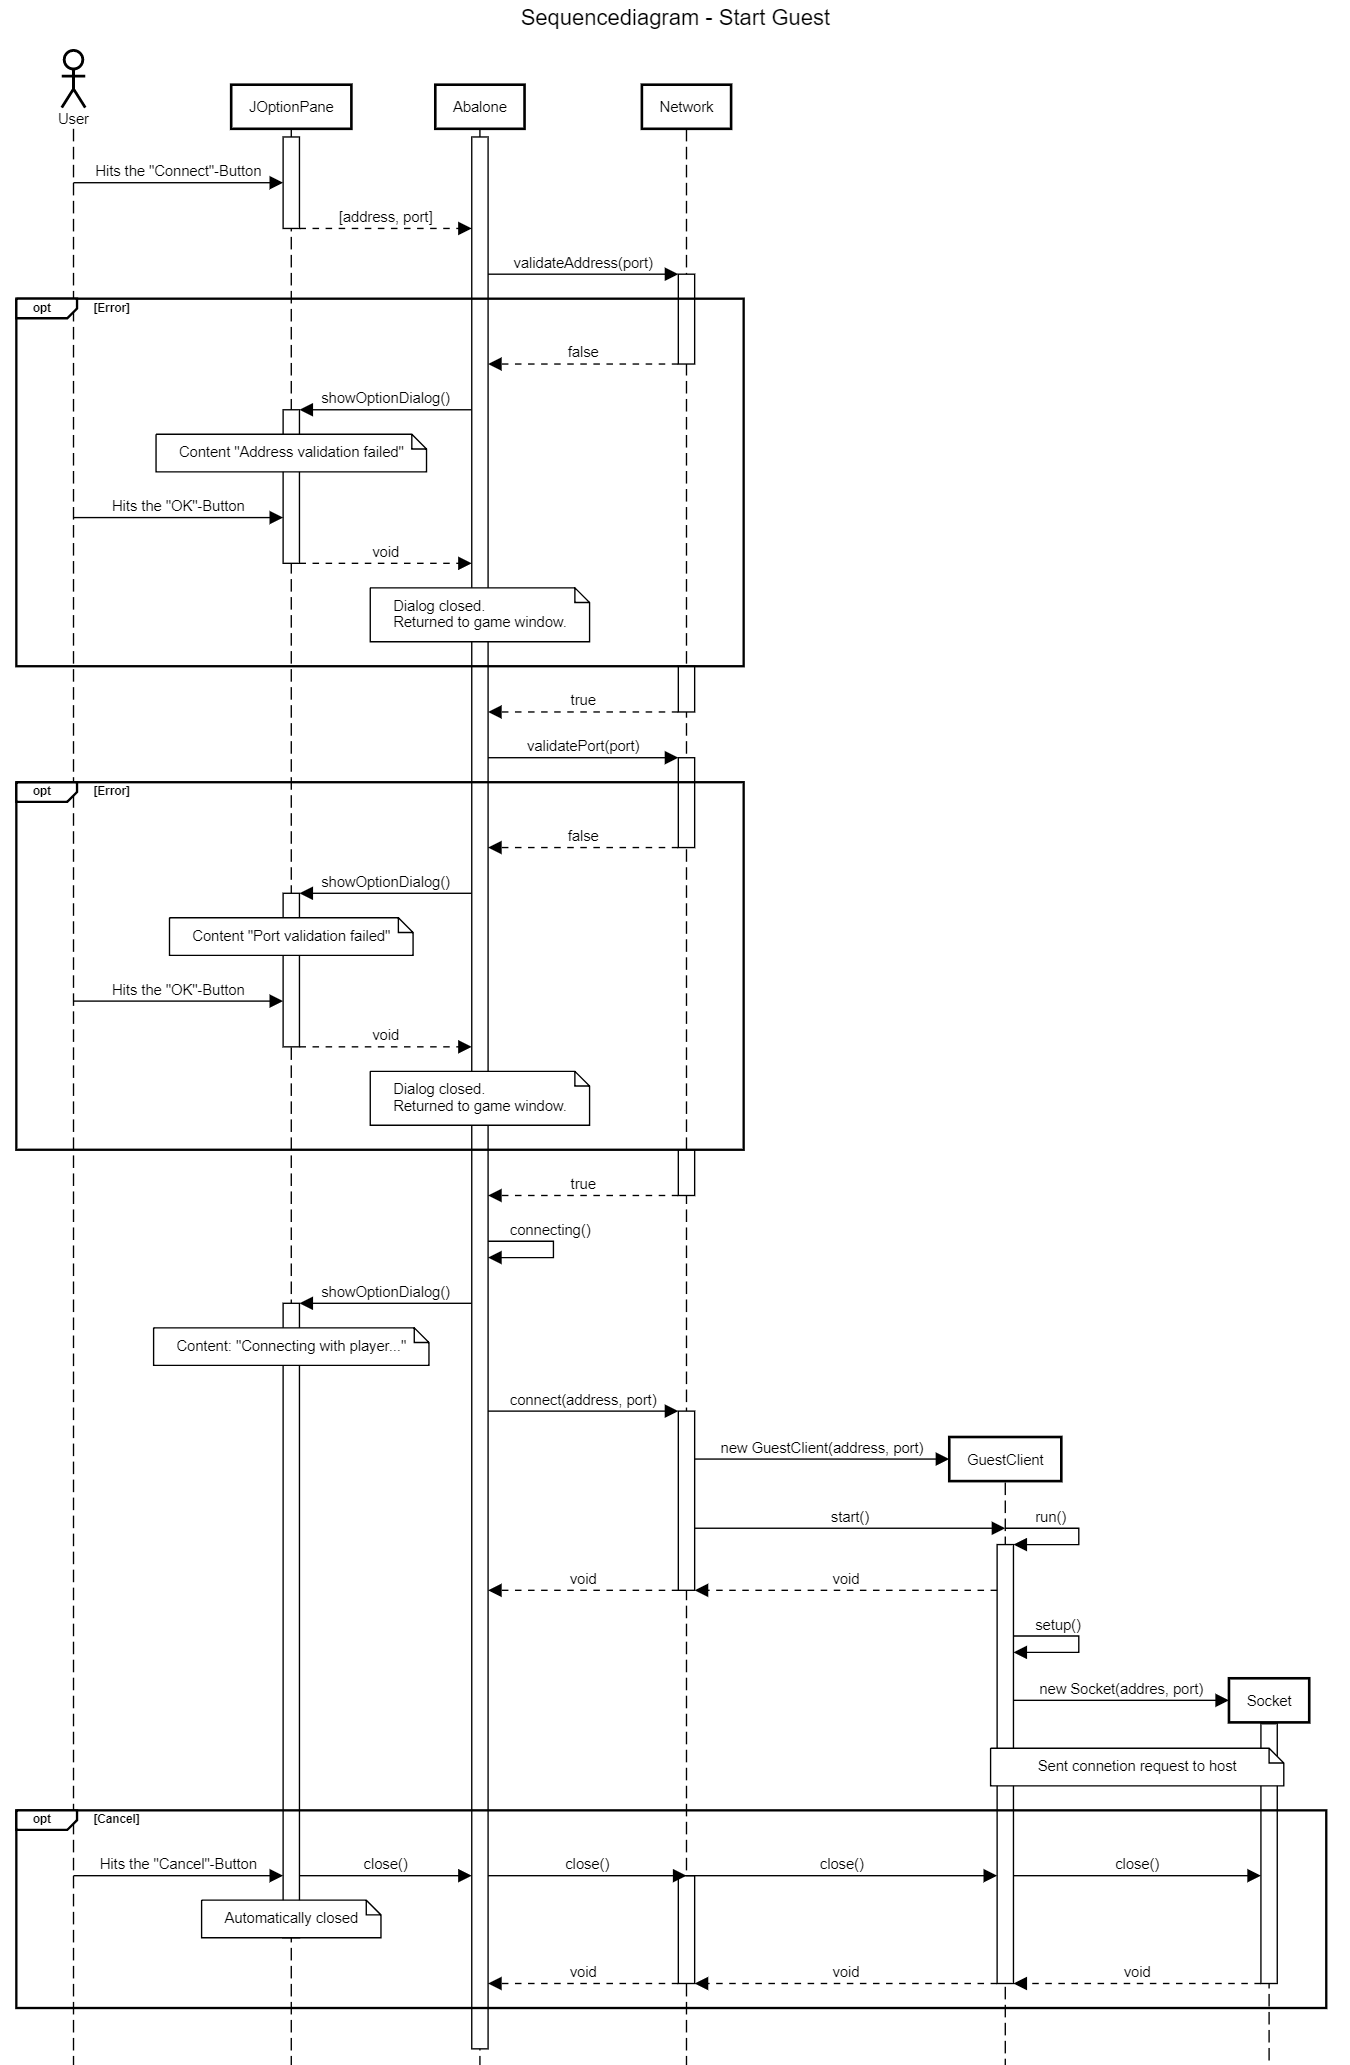 Sequencediagram - Start Guest
User
JOptionPane
Abalone
Network
Hits the "Connect"-Button
[address, port]
validateAddress(port)
opt
[Error]
false
showOptionDialog()
Content "Address validation failed"
Hits the "OK"-Button
void
Dialog closed.
Returned to game window.
true
validatePort(port)
opt
[Error]
false
showOptionDialog()
Content "Port validation failed"
Hits the "OK"-Button
void
Dialog closed.
Returned to game window.
true
connecting()
showOptionDialog()
Content: "Connecting with player..."
connect(address, port)
new GuestClient(address, port)
GuestClient
start()
run()
void
void
setup()
new Socket(addres, port)
Socket
Sent connetion request to host
opt
[Cancel]
Hits the "Cancel"-Button
close()
close()
close()
close()
Automatically closed
void
void
void